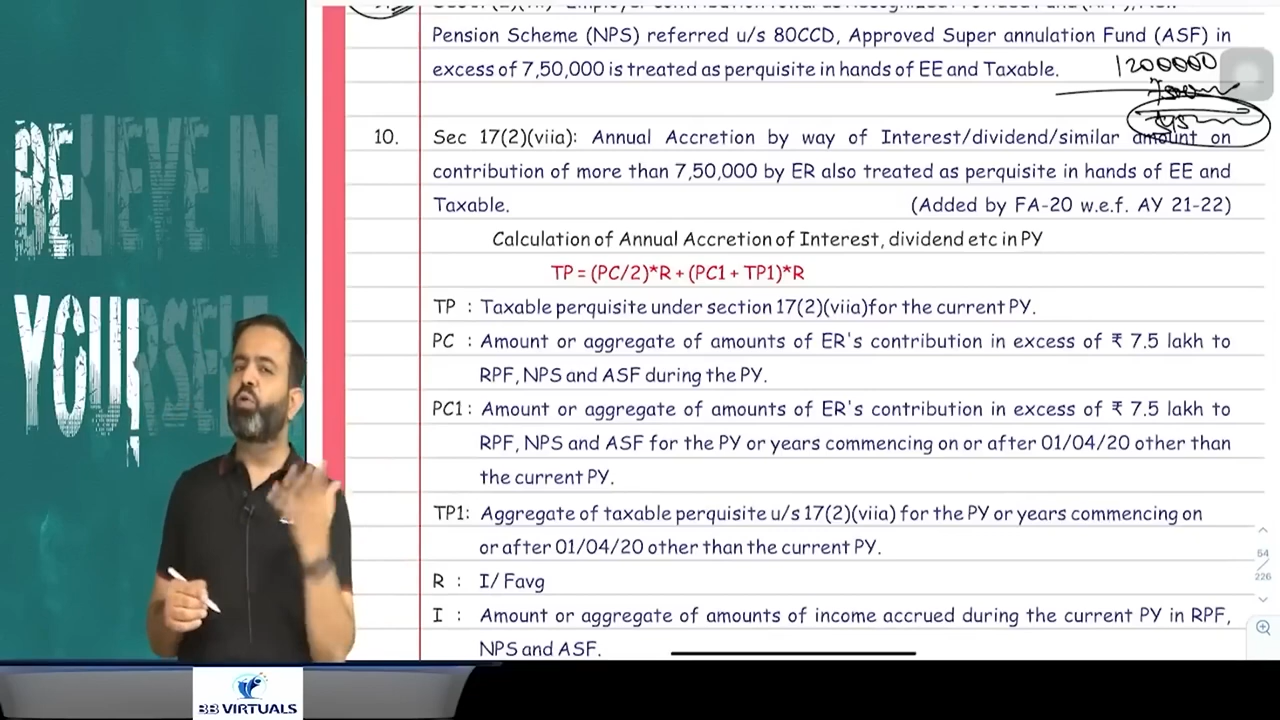 BELIEVE IN
YOURSELF
Pension Scheme (NPS) referred u/s 80CCD, Approved Super annulation Fund (ASF) in
excess of 7,50,000 is treated as perquisite in hands of EE and Taxable.
1200000
10. Sec 17(2)(viia): Annual Accretion by way of Interest/dividend/similar amount on
contribution of more than 7,50,000 by ER also treated as perquisite in hands of EE and
Taxable. (Added by FA-20 w.e.f. AY 21-22)
Calculation of Annual Accretion of Interest, dividend etc in PY
TP = (PC/2)*R + (PC1 + TP1)*R
TP : Taxable perquisite under section 17(2)(viia)for the current PY.
PC : Amount or aggregate of amounts of ER's contribution in excess of ₹ 7.5 lakh to
RPF, NPS and ASF during the PY.
PC1: Amount or aggregate of amounts of ER's contribution in excess of ₹ 7.5 lakh to
RPF, NPS and ASF for the PY or years commencing on or after 01/04/20 other than
the current PY.
TP1: Aggregate of taxable perquisite u/s 17(2)(viia) for the PY or years commencing on
or after 01/04/20 other than the current PY.
R : I/ Favg
I : Amount or aggregate of amounts of income accrued during the current PY in RPF,
NPS and ASF.
64
226
BB VIRTUALS